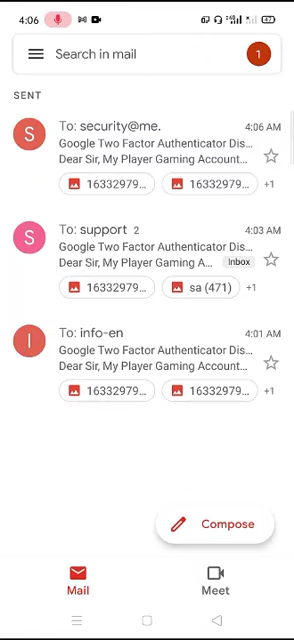 4:06
47
Search in mail
1
SENT
S
To: security@me.
4:06 AM
Google Two Factor Authenticator Dis...
Dear Sir, My Player Gaming Account...
16332979...
16332979...
+1
S
To: support 2
4:03 AM
Google Two Factor Authenticator Dis...
Dear Sir, My Player Gaming A...
Inbox
16332979...
sa (471)
+1
I
To: info-en
4:01 AM
Google Two Factor Authenticator Dis...
Dear Sir, My Player Gaming Account...
16332979...
16332979...
+1
Compose
Mail
Meet